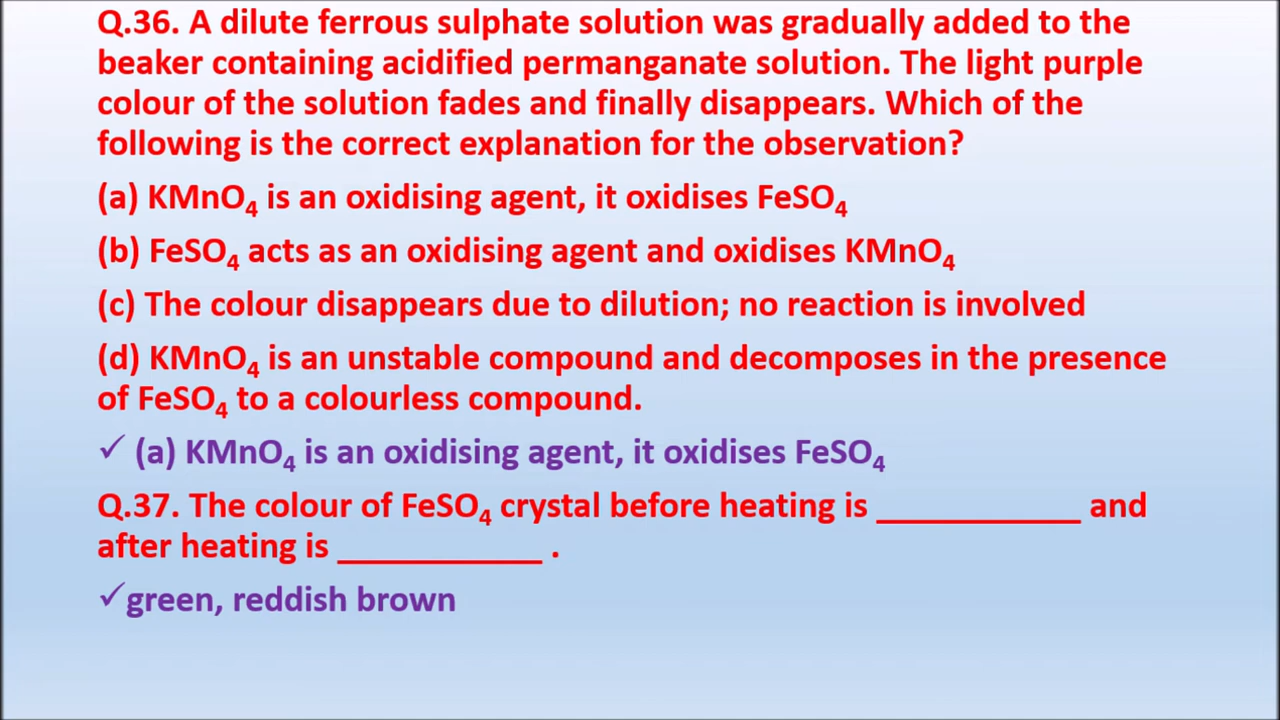 Q.36. A dilute ferrous sulphate solution was gradually added to the
beaker containing acidified permanganate solution. The light purple
colour of the solution fades and finally disappears. Which of the
following is the correct explanation for the observation?
(a) KMnO₄ is an oxidising agent, it oxidises FeSO₄
(b) FeSO₄ acts as an oxidising agent and oxidises KMnO₄
(c) The colour disappears due to dilution; no reaction is involved
(d) KMnO₄ is an unstable compound and decomposes in the presence
of FeSO₄ to a colourless compound.
✓ (a) KMnO₄ is an oxidising agent, it oxidises FeSO₄
Q.37. The colour of FeSO₄ crystal before heating is ___________ and
after heating is ___________ .
✓green, reddish brown